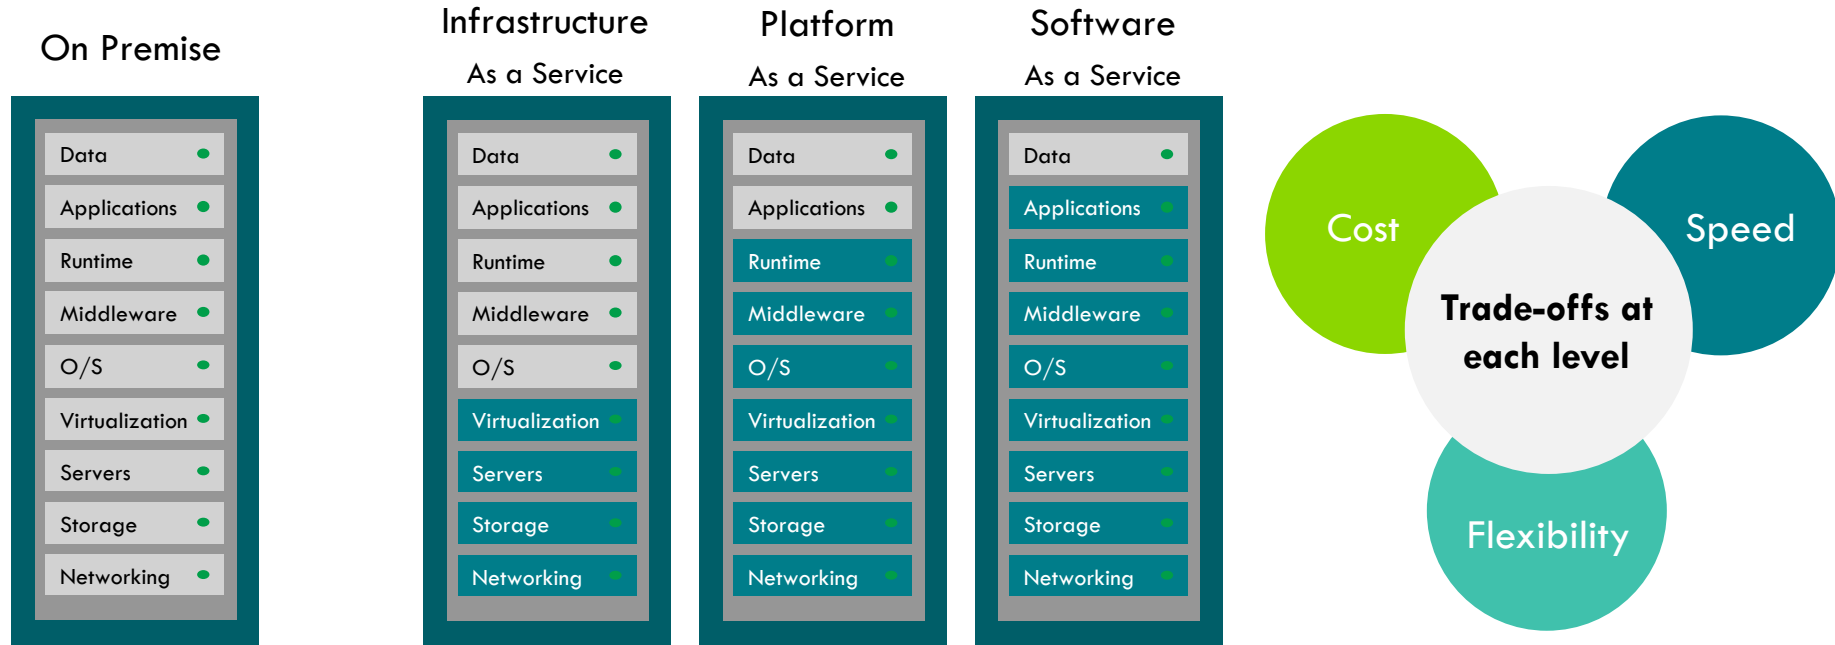 On Premise
Data
Applications
Runtime
Middleware
O/S
Virtualization
Servers
Storage
Networking
Infrastructure
As a Service
Data
Applications
Runtime
Middleware
O/S
Virtualization
Servers
Storage
Networking
Platform
As a Service
Data
Applications
Runtime
Middleware
O/S
Virtualization
Servers
Storage
Networking
Software
As a Service
Data
Applications
Runtime
Middleware
O/S
Virtualization
Servers
Storage
Networking
Cost
Speed
Trade-offs at
each level
Flexibility